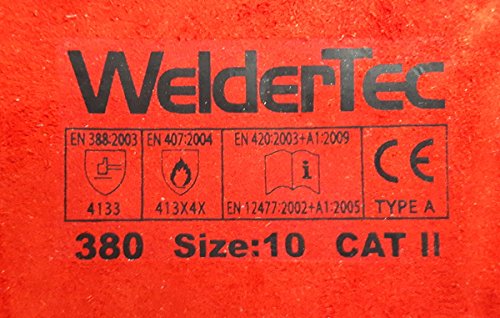 WELDERTEC
EN 388:2003 EN 407:2004 EN 420:2003+A1:2009
4133 413X4X EN 12477:2002+A1:2005 CE TYPE A
380 Size:10 CAT II